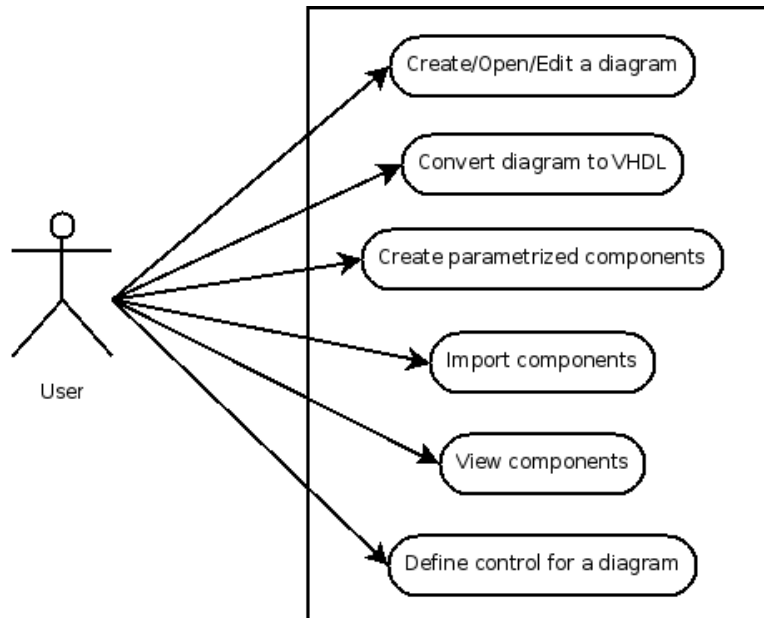 Create/Open/Edit a diagram
Convert diagram to VHDL
Create parametrized components
Import components
User
View components
Define control for a diagram